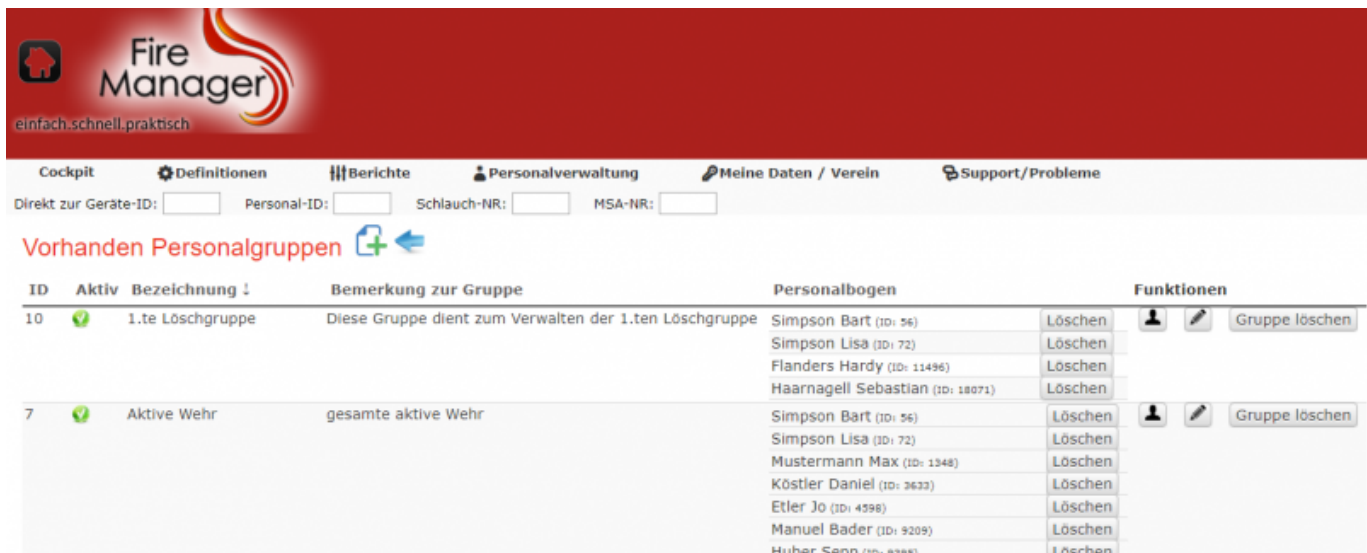 Fire
Manager
einfach.schnell.praktisch
Cockpit Definitionen Berichte Personalverwaltung Meine Daten / Verein Support/Probleme
Direkt zur Geräte-ID: Personal-ID: Schlauch-NR: MSA-NR:
Vorhanden Personalgruppen
ID Aktiv Bezeichnung ↓ Bemerkung zur Gruppe Personalbogen Funktionen
10 1.te Löschgruppe Diese Gruppe dient zum Verwalten der 1.ten Löschgruppe Simpson Bart (ID: 56) Löschen Gruppe löschen
Simpson Lisa (ID: 72) Löschen
Flanders Hardy (ID: 11496) Löschen
Haarnagell Sebastian (ID: 18071) Löschen
7 Aktive Wehr gesamte aktive Wehr Simpson Bart (ID: 56) Löschen Gruppe löschen
Simpson Lisa (ID: 72) Löschen
Mustermann Max (ID: 1348) Löschen
Köstler Daniel (ID: 3633) Löschen
Etler Jo (ID: 4598) Löschen
Manuel Bader (ID: 9209) Löschen
Huber Sepp Löschen